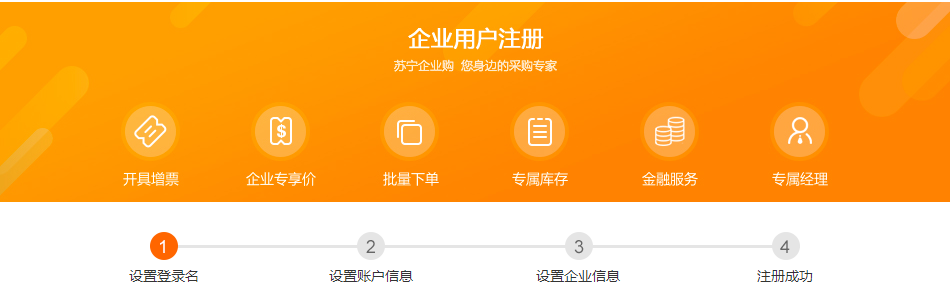 企业用户注册
苏宁企业购 您身边的采购专家
$
开具增票 企业专享价 批量下单 专属库存 金融服务 专属经理
1 2 3 4
设置登录名 设置账户信息 设置企业信息 注册成功